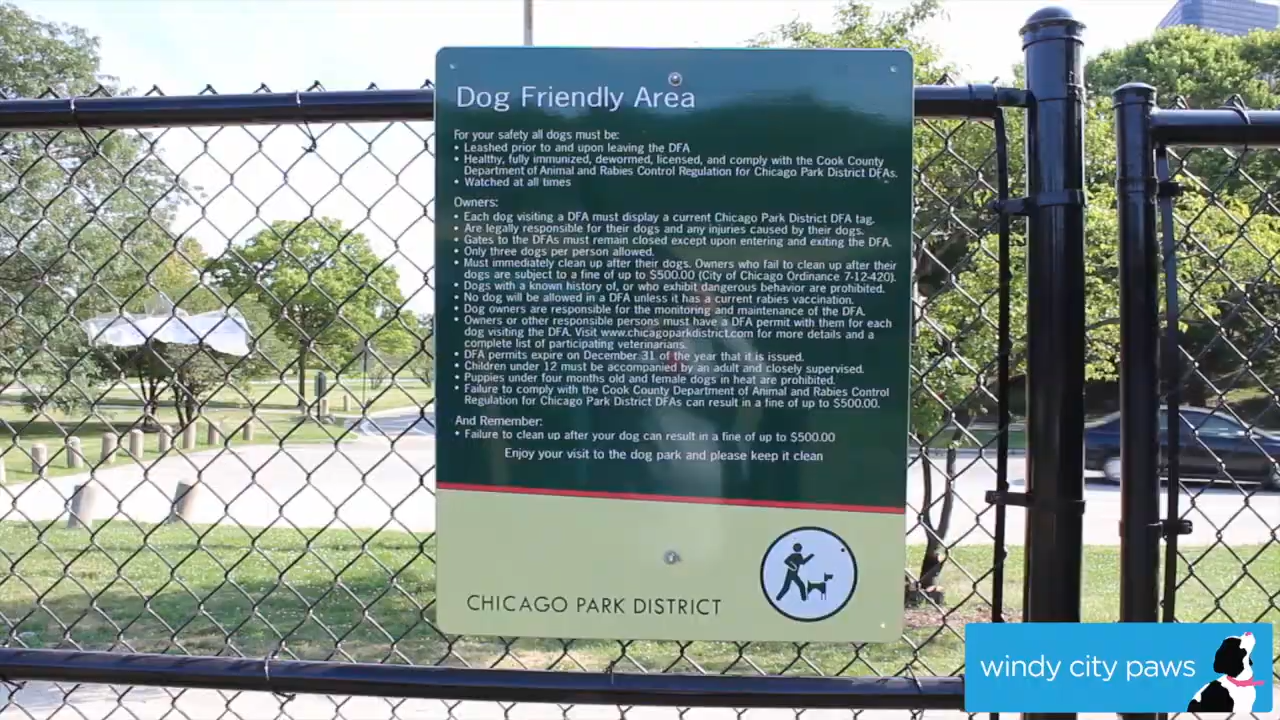 Dog Friendly Area
For your safety all dogs must be:
• Leashed prior to and upon leaving the DFA
• Healthy, fully immunized, dewormed, licensed, and comply with the Cook County
Department of Animal and Rabies Control Regulation for Chicago Park District DFAs.
• Watched at all times
Owners:
• Each dog visiting a DFA must display a current Chicago Park District DFA tag.
• Are legally responsible for their dogs and any injuries caused by their dogs.
• Gates to the DFAs must remain closed except upon entering and exiting the DFA.
• Only three dogs per person allowed.
• Must immediately clean up after their dogs. Owners who fail to clean up after their
dogs are subject to a fine of up to $500.00 (City of Chicago Ordinance 7-12-420).
• Dogs with a known history of, or who exhibit dangerous behavior are prohibited.
• No dog will be allowed in a DFA unless it has a current rabies vaccination.
• Dog owners are responsible for the monitoring and maintenance of the DFA.
• Owners or other responsible persons must have a DFA permit with them for each
dog visiting the DFA. Visit www.chicagoparkdistrict.com for more details and a
complete list of participating veterinarians.
• DFA permits expire on December 31 of the year that it is issued.
• Children under 12 must be accompanied by an adult and closely supervised.
• Puppies under four months old and female dogs in heat are prohibited.
• Failure to comply with the Cook County Department of Animal and Rabies Control
Regulation for Chicago Park District DFAs can result in a fine of up to $500.00.
And Remember:
• Failure to clean up after your dog can result in a fine of up to $500.00
Enjoy your visit to the dog park and please keep it clean
CHICAGO PARK DISTRICT
windy city paws